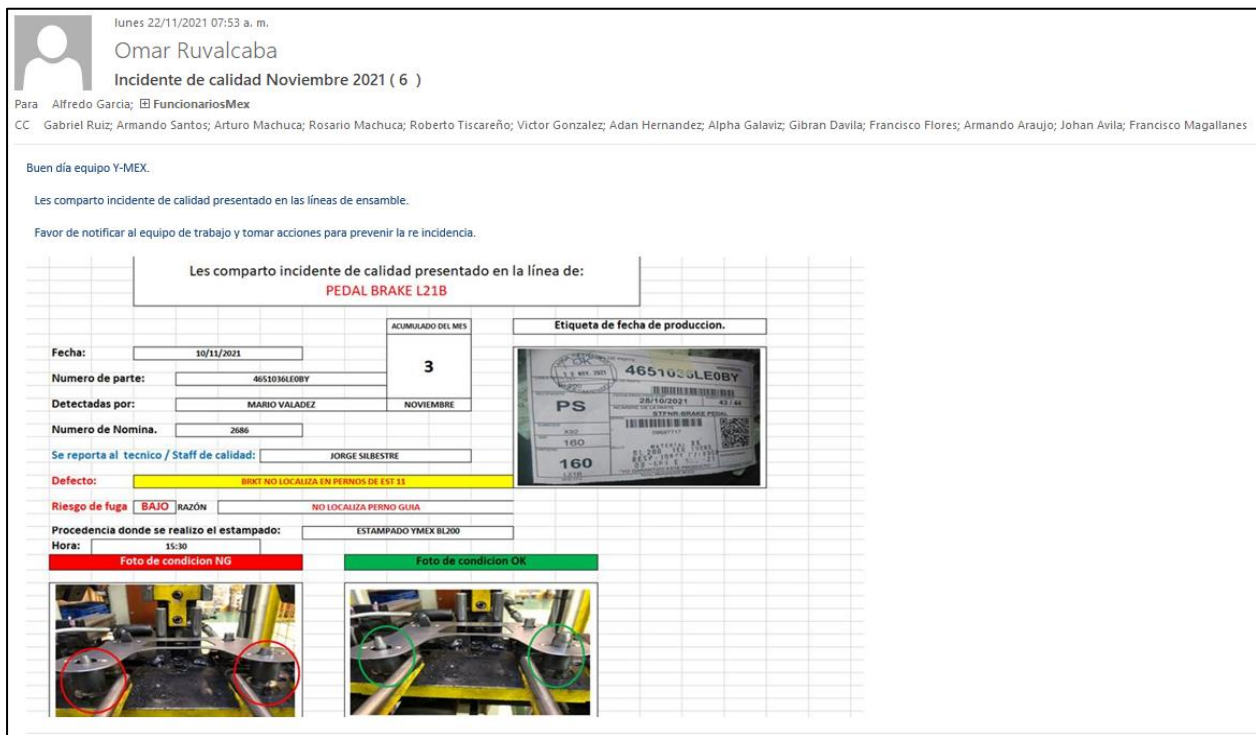 lunes 22/11/2021 07:53 a. m.
Omar Ruvalcaba
Incidente de calidad Noviembre 2021 ( 6 )
Para Alfredo Garcia; FuncionariosMex
CC Gabriel Ruiz; Armando Santos; Arturo Machuca; Rosario Machuca; Roberto Tiscareño; Victor Gonzalez; Adan Hernandez; Alpha Galaviz; Gibran Davila; Francisco Flores; Armando Araujo; Johan Avila; Francisco Magallanes
Buen día equipo Y-MEX.
Les comparto incidente de calidad presentado en las líneas de ensamble.
Favor de notificar al equipo de trabajo y tomar acciones para prevenir la re incidencia.
Les comparto incidente de calidad presentado en la línea de:
PEDAL BRAKE L21B
ACUMULADO DEL MES
Etiqueta de fecha de produccion.
Fecha: 10/11/2021
3
Numero de parte: 4651036LE0BY
Detectadas por: MARIO VALADEZ
NOVIEMBRE
Numero de Nomina. 2686
Se reporta al tecnico / Staff de calidad: JORGE SILBESTRE
Defecto: BRKT NO LOCALIZA EN PERNOS DE EST 11
Riesgo de fuga BAJO RAZÓN NO LOCALIZA PERNO GUIA
Procedencia donde se realizo el estampado: ESTAMPADO YMEX BL200
Hora: 15:30
Foto de condicion NG
Foto de condicion OK
OK
4651036LE0BY
PS
28/10/2021
43 / 44
STFNR-BRAKE PEDAL
160
160
L21B